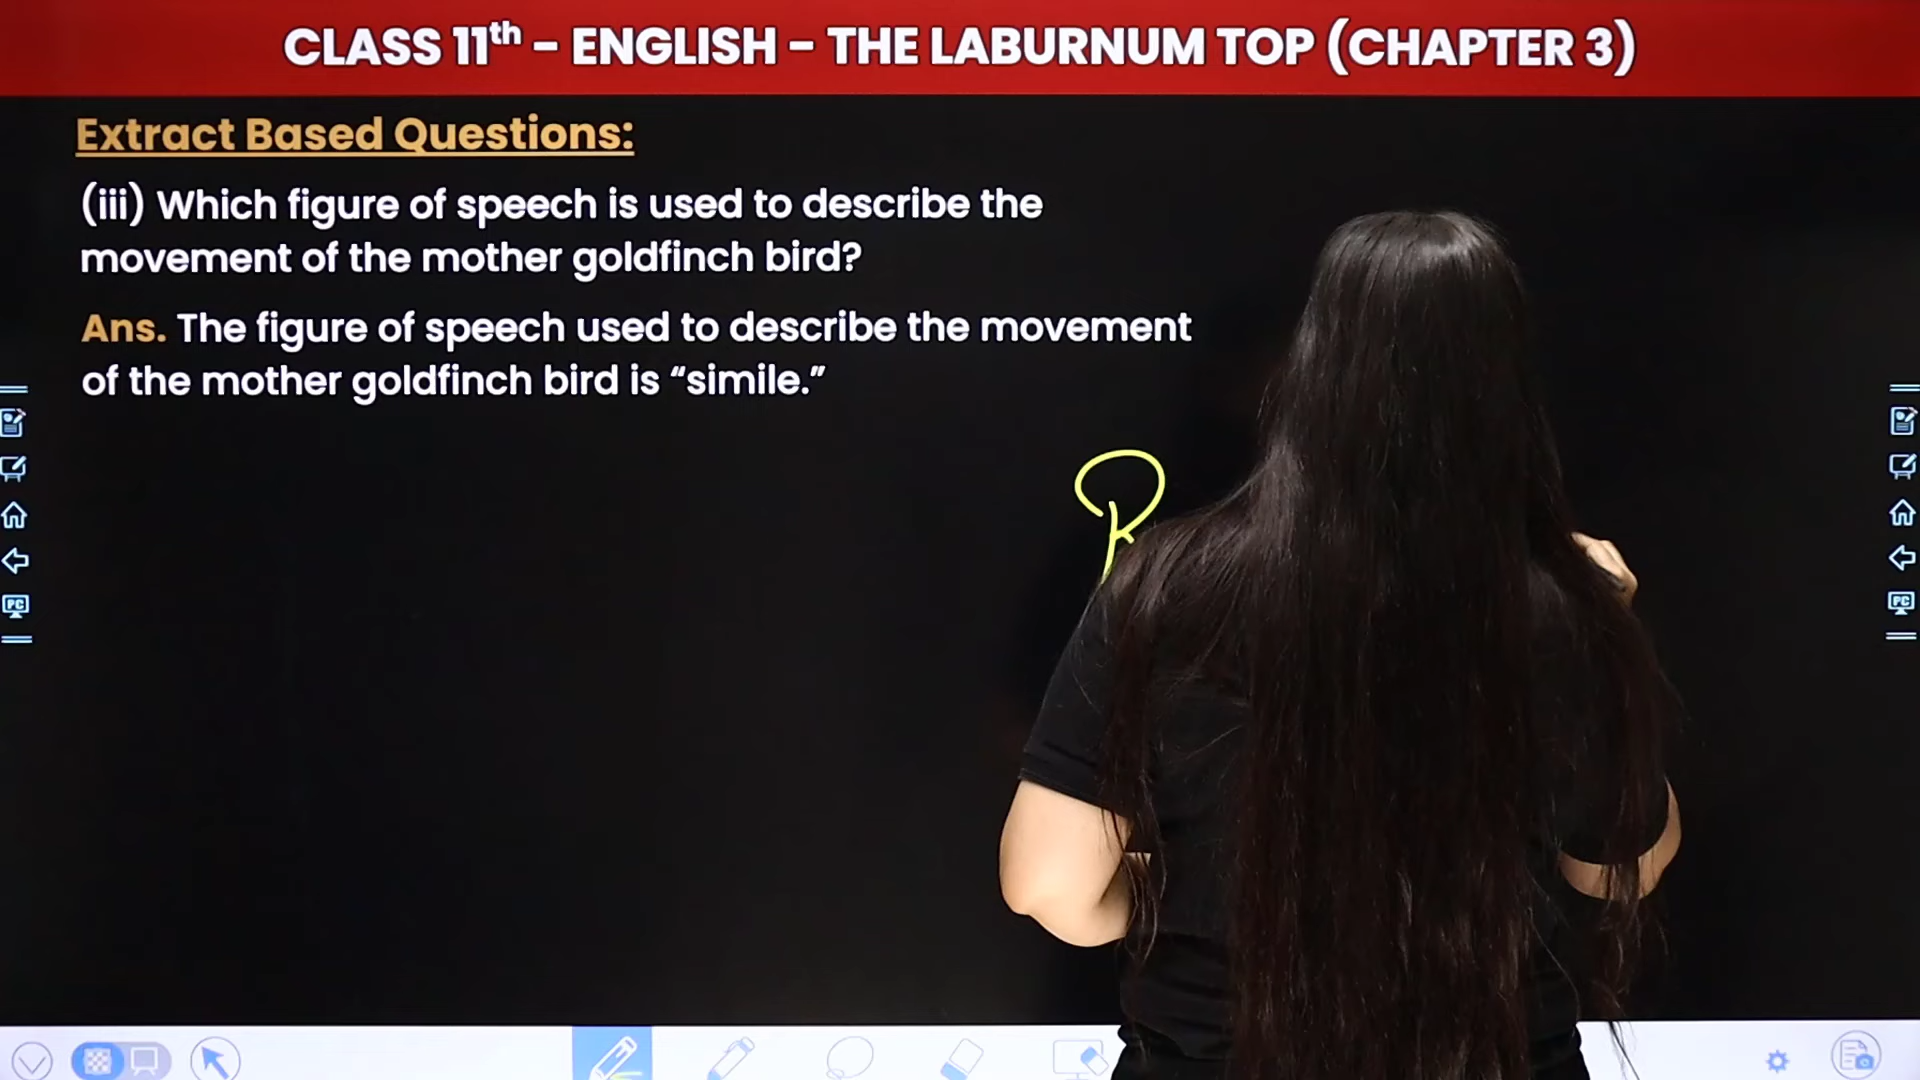 CLASS 11th – ENGLISH – THE LABURNUM TOP (CHAPTER 3)
Extract Based Questions:
(iii) Which figure of speech is used to describe the
movement of the mother goldfinch bird?
Ans. The figure of speech used to describe the movement
of the mother goldfinch bird is “simile.”
PC
PC